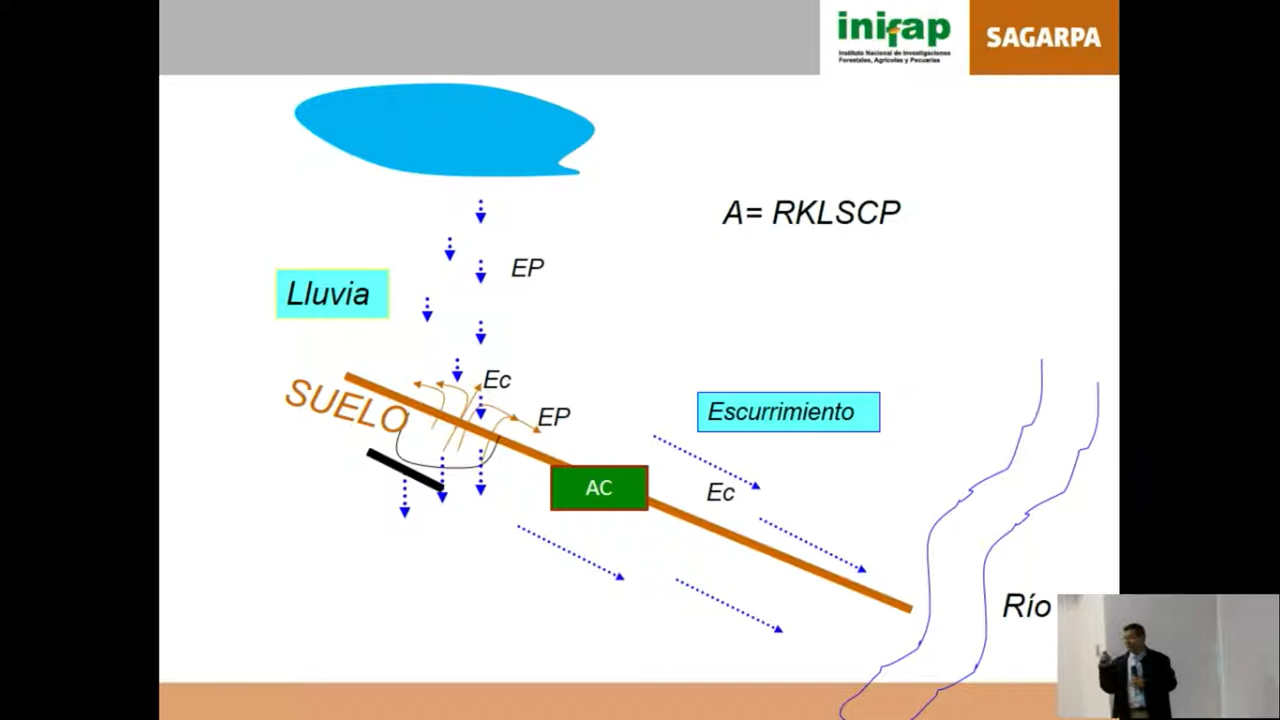 inifap
Instituto Nacional de Investigaciones
Forestales, Agrícolas y Pecuarias
SAGARPA
A= RKLSCP
EP
Lluvia
Ec
SUELO
EP
Escurrimiento
AC
Ec
Río